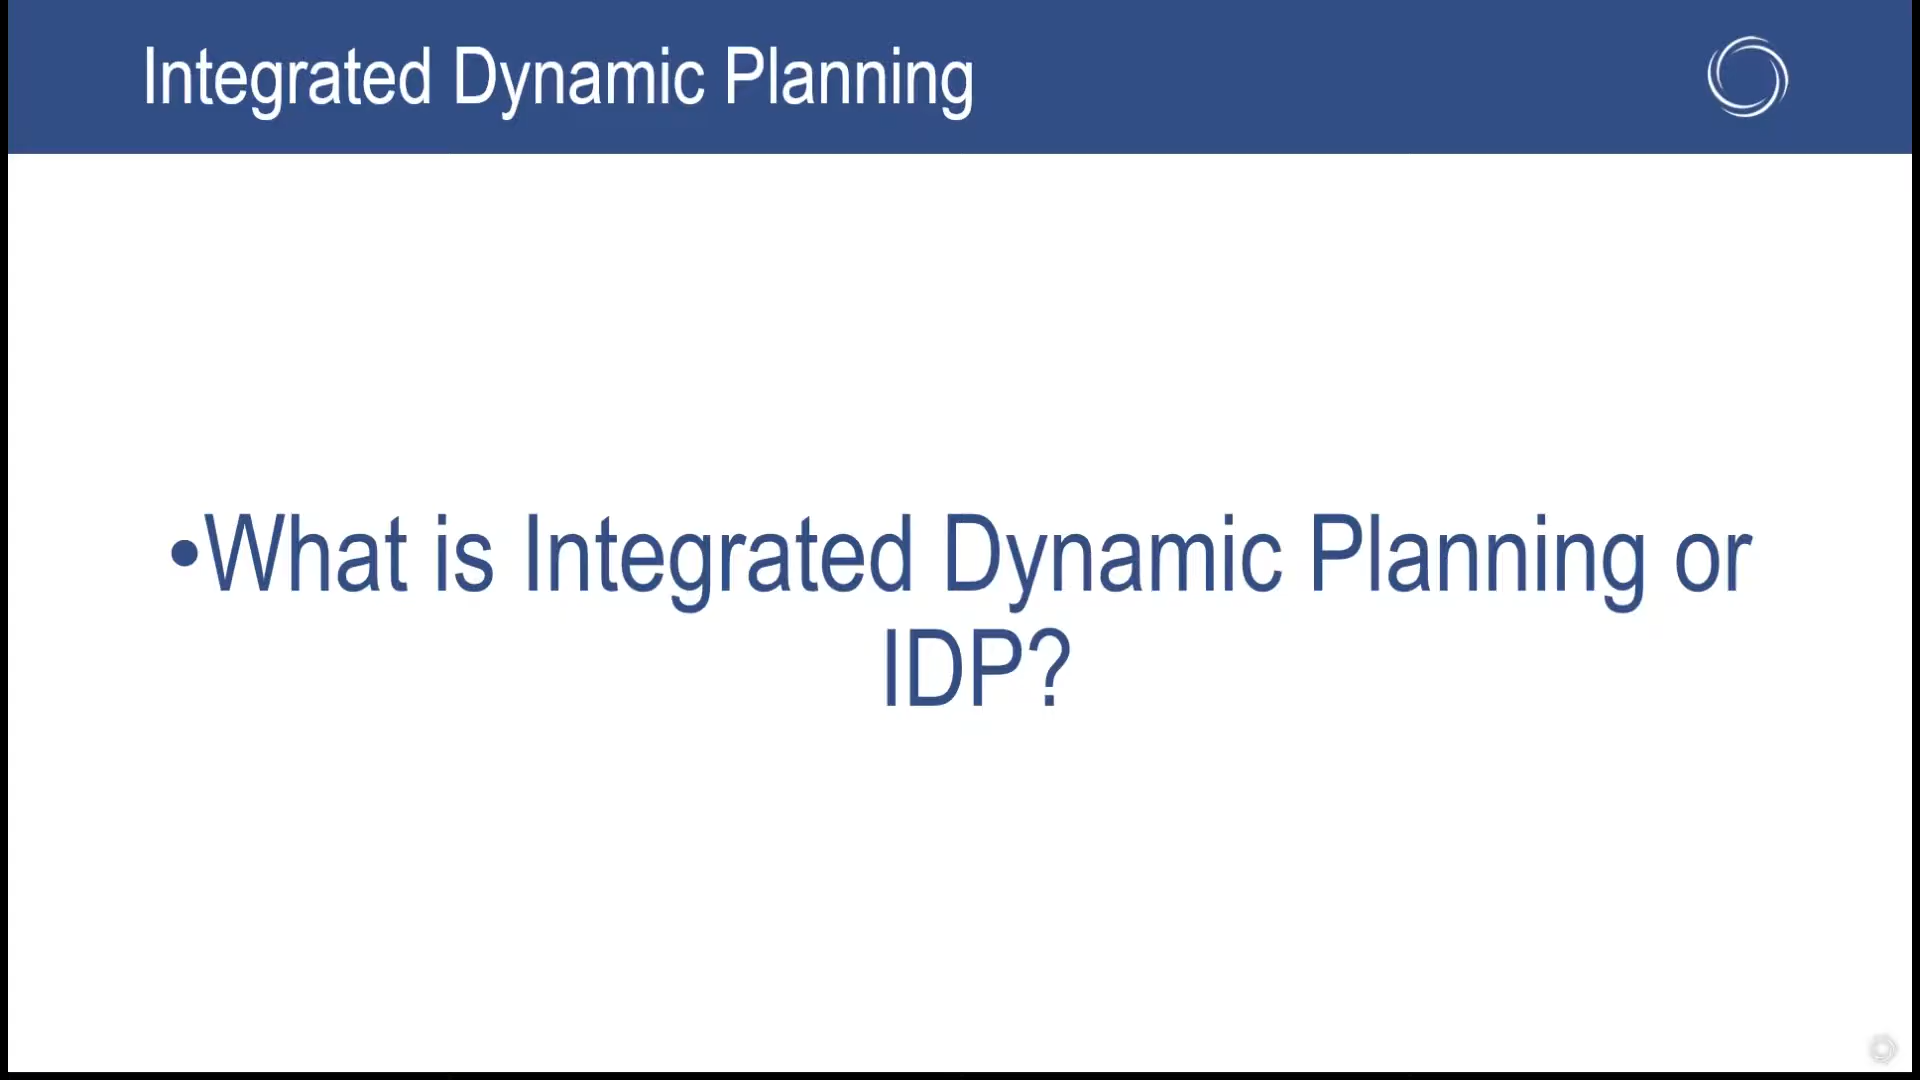 Integrated Dynamic Planning
•What is Integrated Dynamic Planning or
IDP?